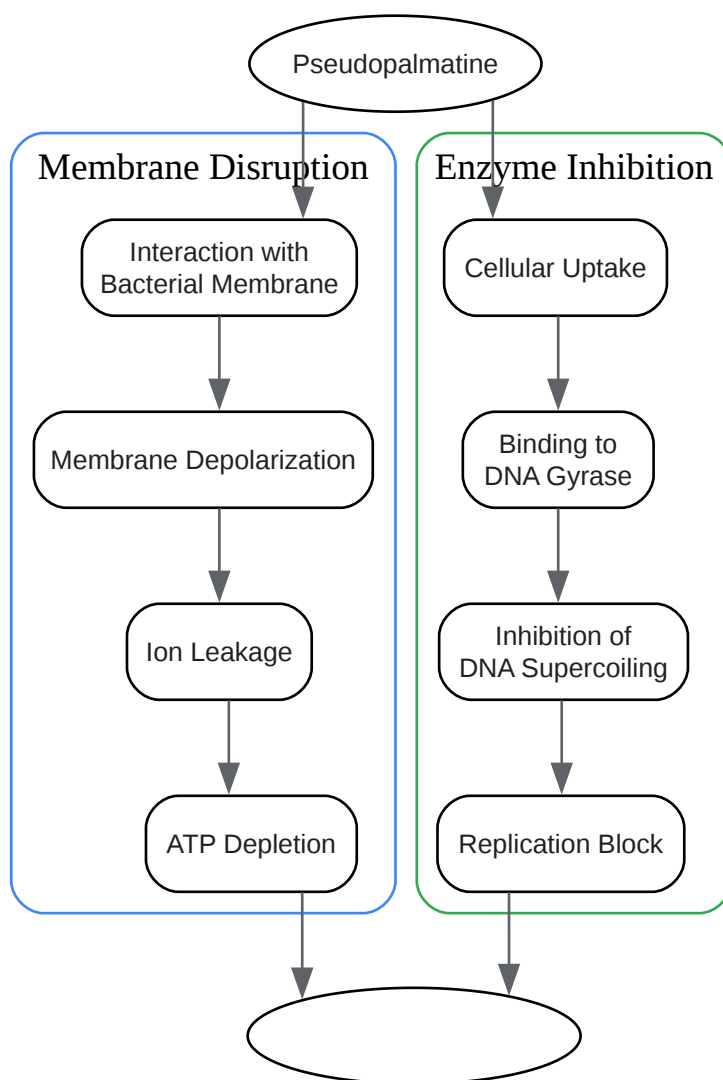 Pseudopalmatine
Membrane Disruption
Interaction with
Bacterial Membrane
Membrane Depolarization
Ion Leakage
ATP Depletion
Enzyme Inhibition
Cellular Uptake
Binding to
DNA Gyrase
Inhibition of
DNA Supercoiling
Replication Block